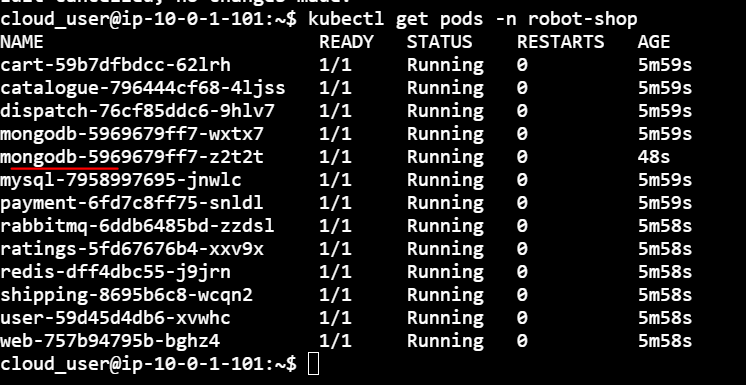 cloud_user@ip-10-0-1-101:~$ kubectl get pods -n robot-shop
NAME READY STATUS RESTARTS AGE
cart-59b7dfbdcc-62lrh 1/1 Running 0 5m59s
catalogue-796444cf68-4ljss 1/1 Running 0 5m59s
dispatch-76cf85ddc6-9hlv7 1/1 Running 0 5m59s
mongodb-5969679ff7-wxtx7 1/1 Running 0 5m59s
mongodb-5969679ff7-z2t2t 1/1 Running 0 48s
mysql-7958997695-jnwlc 1/1 Running 0 5m59s
payment-6fd7c8ff75-snldl 1/1 Running 0 5m59s
rabbitmq-6ddb6485bd-zzdsl 1/1 Running 0 5m58s
ratings-5fd67676b4-xxv9x 1/1 Running 0 5m58s
redis-dff4dbc55-j9jrn 1/1 Running 0 5m58s
shipping-8695b6c8-wcqn2 1/1 Running 0 5m58s
user-59d45d4db6-xvwhc 1/1 Running 0 5m58s
web-757b94795b-bghz4 1/1 Running 0 5m58s
cloud_user@ip-10-0-1-101:~$